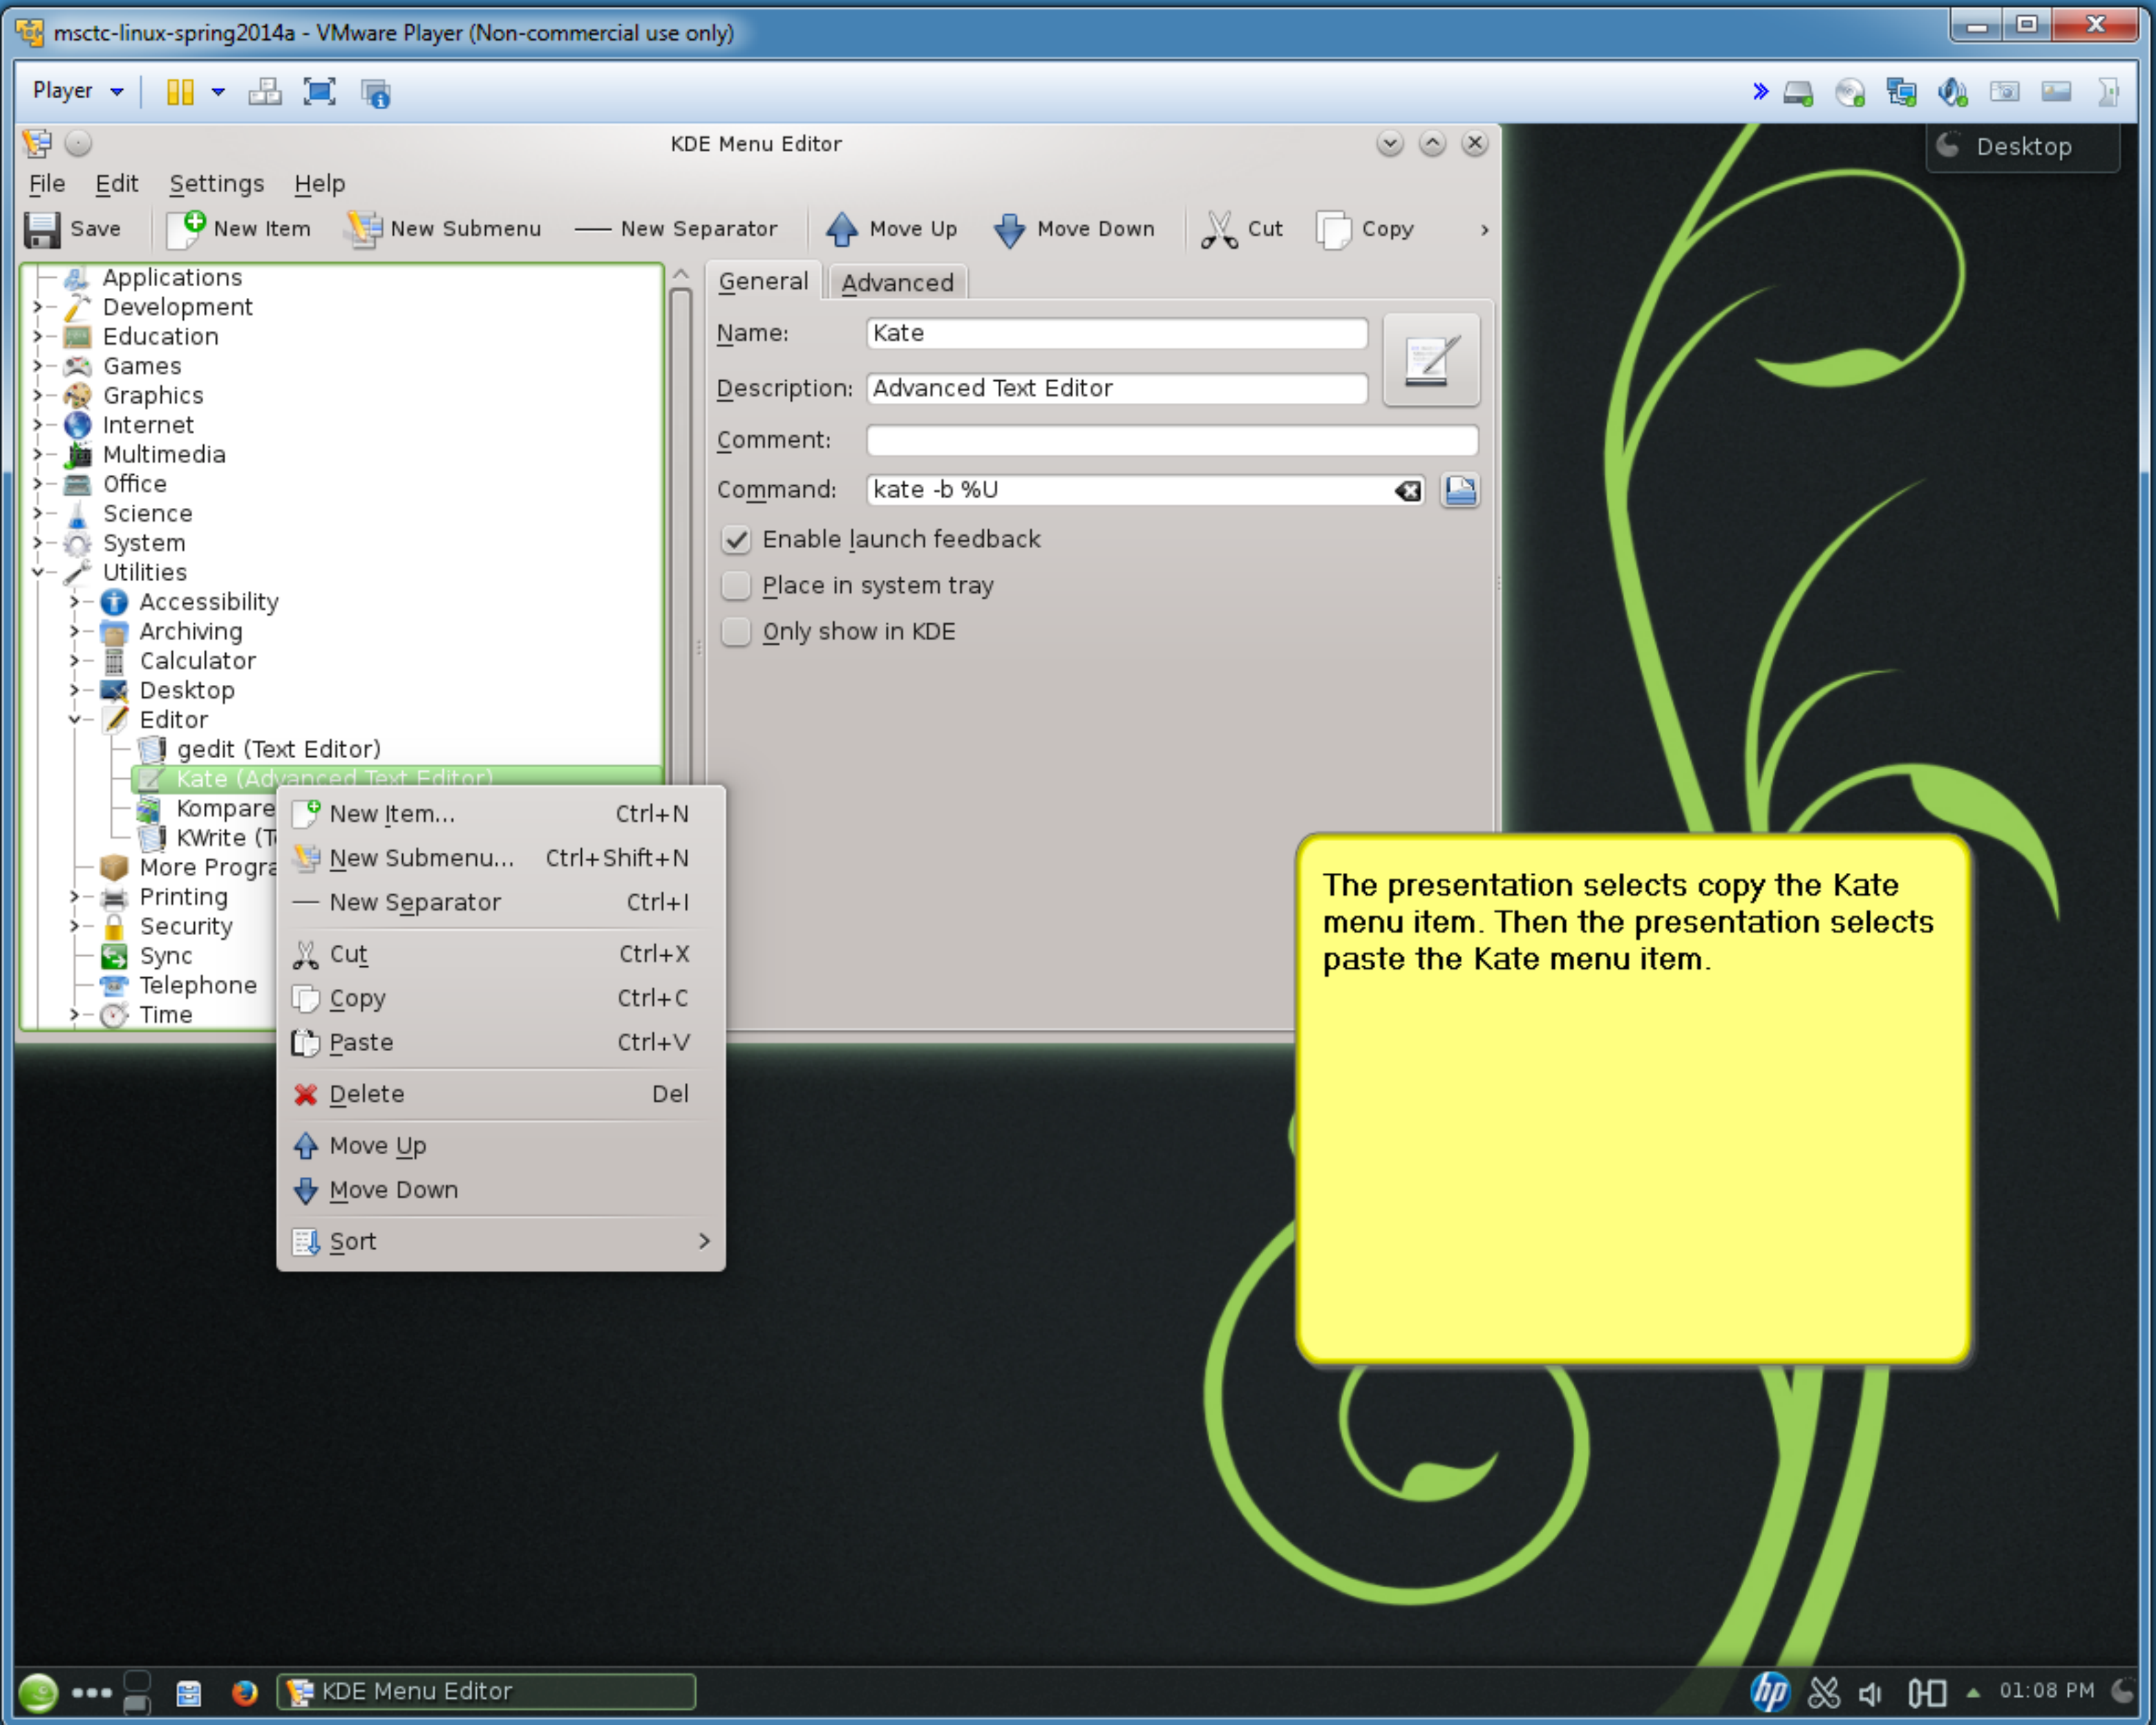 msctc-linux-spring2014a - VMware Player (Non-commercial use only)
Player
KDE Menu Editor
Desktop
File Edit Settings Help
Save New Item New Submenu New Separator Move Up Move Down Cut Copy
Applications
Development
Education
Games
Graphics
Internet
Multimedia
Office
Science
System
Utilities
Accessibility
Archiving
Calculator
Desktop
Editor
gedit (Text Editor)
Kate (Advanced Text Editor)
Kompare
KWrite
More
Printing
Security
Sync
Telephone
Time
General Advanced
Name: Kate
Description: Advanced Text Editor
Comment:
Command: kate -b %U
Enable launch feedback
Place in system tray
Only show in KDE
New Item... Ctrl+N
New Submenu... Ctrl+Shift+N
New Separator Ctrl+I
Cut Ctrl+X
Copy Ctrl+C
Paste Ctrl+V
Delete Del
Move Up
Move Down
Sort
The presentation selects copy the Kate
menu item. Then the presentation selects
paste the Kate menu item.
KDE Menu Editor
hp
01:08 PM